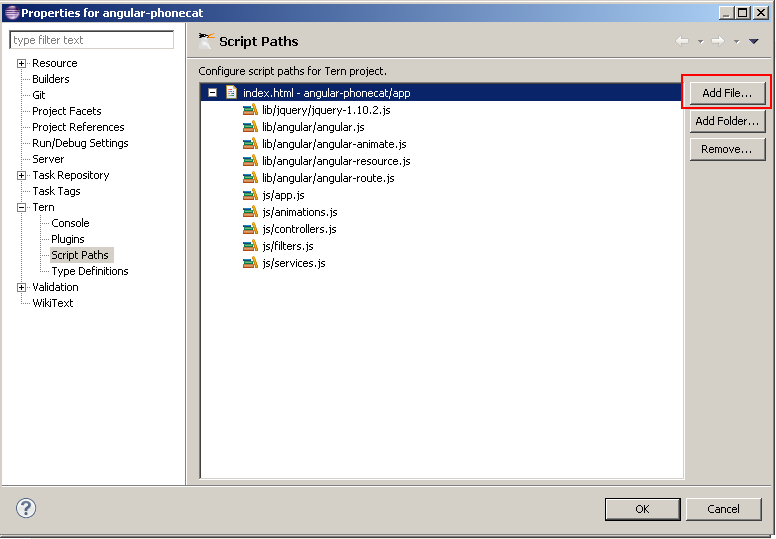 Properties for angular-phonecat
type filter text
Resource
Builders
Git
Project Facets
Project References
Run/Debug Settings
Server
Task Repository
Task Tags
Tern
Console
Plugins
Script Paths
Type Definitions
Validation
WikiText
Script Paths
Configure script paths for Tern project.
index.html - angular-phonecat/app
lib/jquery/jquery-1.10.2.js
lib/angular/angular.js
lib/angular/angular-animate.js
lib/angular/angular-resource.js
lib/angular/angular-route.js
js/app.js
js/animations.js
js/controllers.js
js/filters.js
js/services.js
Add File...
Add Folder...
Remove...
?
OK
Cancel